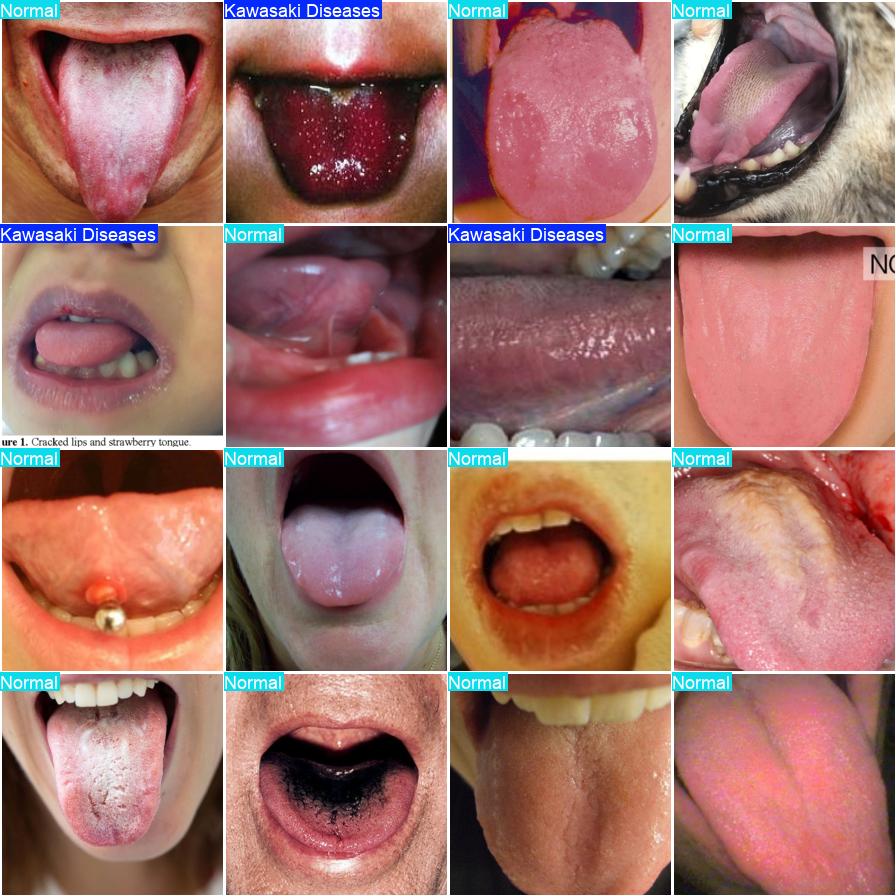 Normal
Kawasaki Diseases
Normal
Normal
Kawasaki Diseases
Normal
Kawasaki Diseases
Normal
NO
ure 1. Cracked lips and strawberry tongue.
Normal
Normal
Normal
Normal
Normal
Normal
Normal
Normal